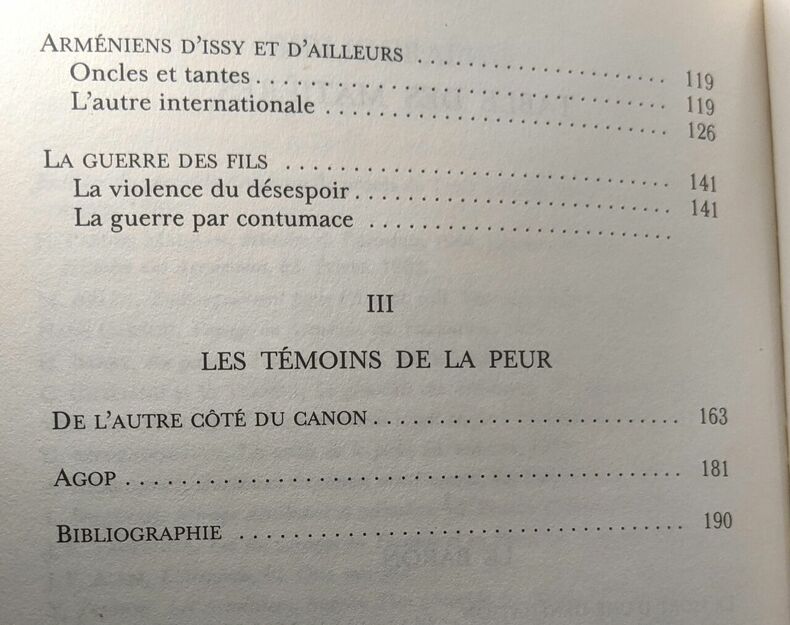 ARMÉNIENS D'ISSY ET D'AILLEURS .......................... 119
Oncles et tantes .......................... 119
L'autre internationale .......................... 126
LA GUERRE DES FILS .......................... 141
La violence du désespoir .......................... 141
La guerre par contumace ..........................
III
LES TÉMOINS DE LA PEUR
DE L'AUTRE CÔTÉ DU CANON .......................... 163
AGOP .......................... 181
BIBLIOGRAPHIE .......................... 190